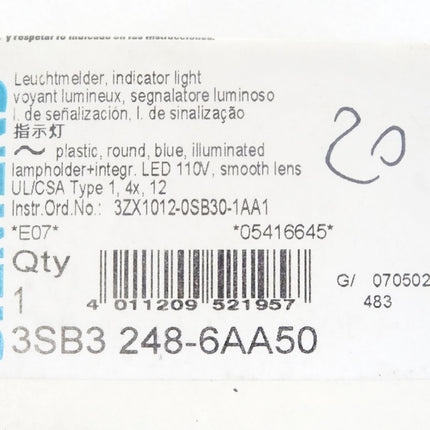 y respetar lo indicado en las instrucciones.
Leuchtmelder, indicator light
voyant lumineux, segnalatore luminoso
l. de señalización, l. de sinalização
指示灯
～ plastic, round, blue, illuminated
lampholder+integr. LED 110V, smooth lens
UL/CSA Type 1, 4x, 12
Instr.Ord.No.: 3ZX1012-0SB30-1AA1
*E07* *05416645*
20
Qty
1
4 011209 521957
G/ 070502
483
3SB3 248-6AA50